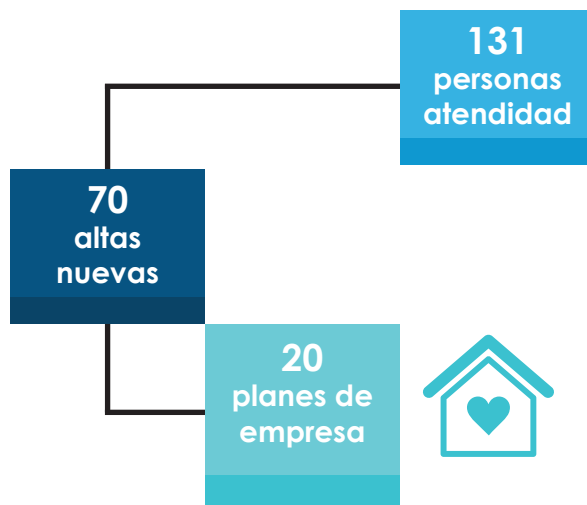 131
personas
atendidad
70
altas
nuevas
20
planes de
empresa